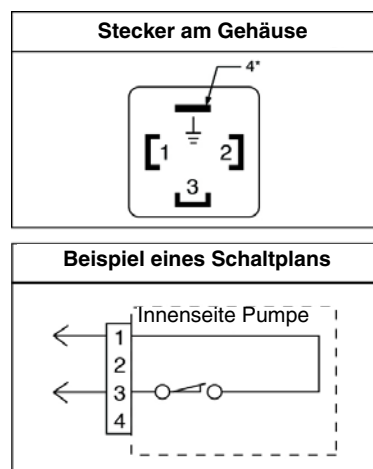 Stecker am Gehäuse
4*
1 2
3
Beispiel eines Schaltplans
Innenseite Pumpe
1
2
3
4